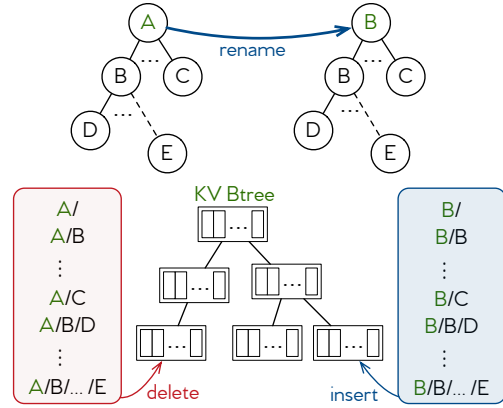 A
B
rename
B
...
C
B
...
C
D
...
E
D
...
E
KV Btree
A/
A/B
⋮
A/C
A/B/D
⋮
A/B/... /E
...
...
...
...
...
...
B/
B/B
⋮
B/C
B/B/D
⋮
B/B/... /E
delete
insert